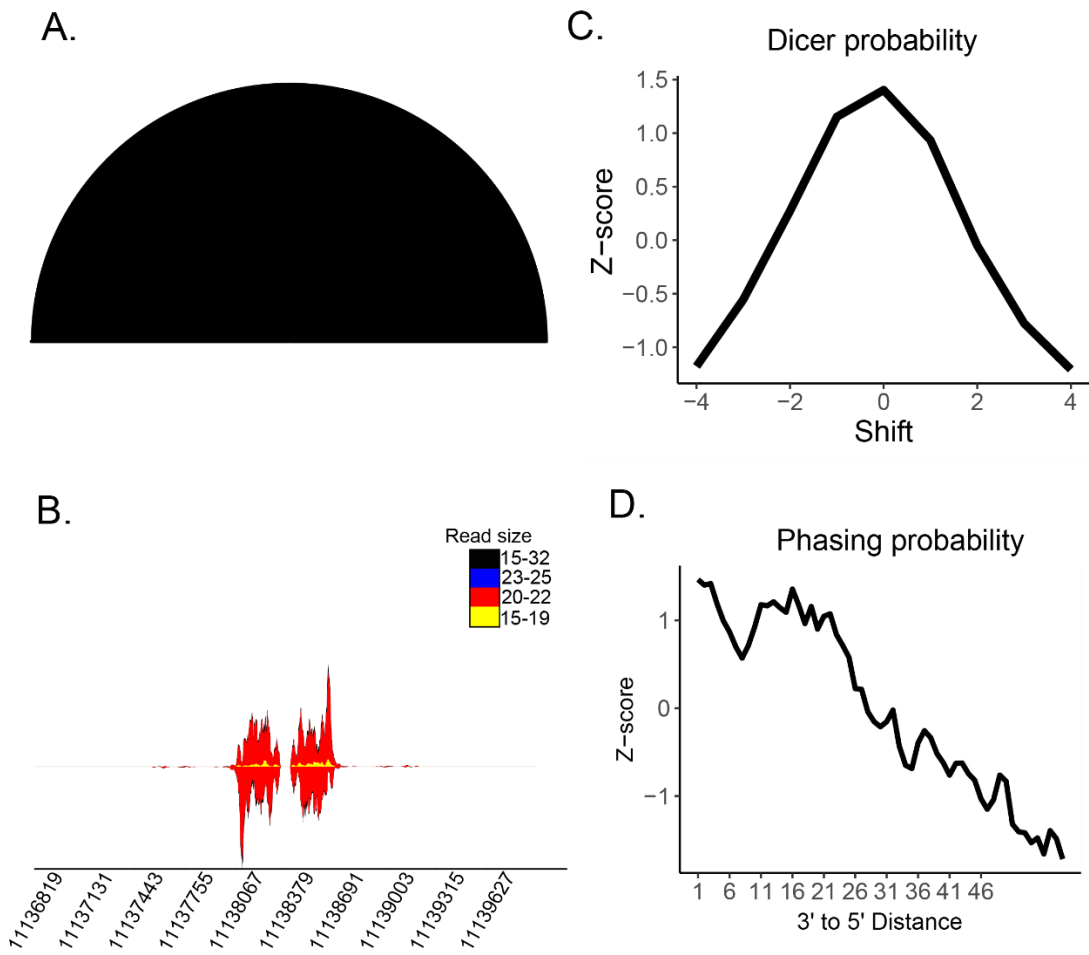 A.
C.
Dicer probability
1.5
1.0
0.5
0.0
−0.5
−1.0
Z−score
−4
−2
0
2
4
Shift
B.
Read size
15-32
23-25
20-22
15-19
11136819
11137131
11137443
11137755
11138067
11138379
11138691
11139003
11139315
11139627
D.
Phasing probability
1
0
−1
Z−score
1 6 11 16 21 26 31 36 41 46
3' to 5' Distance